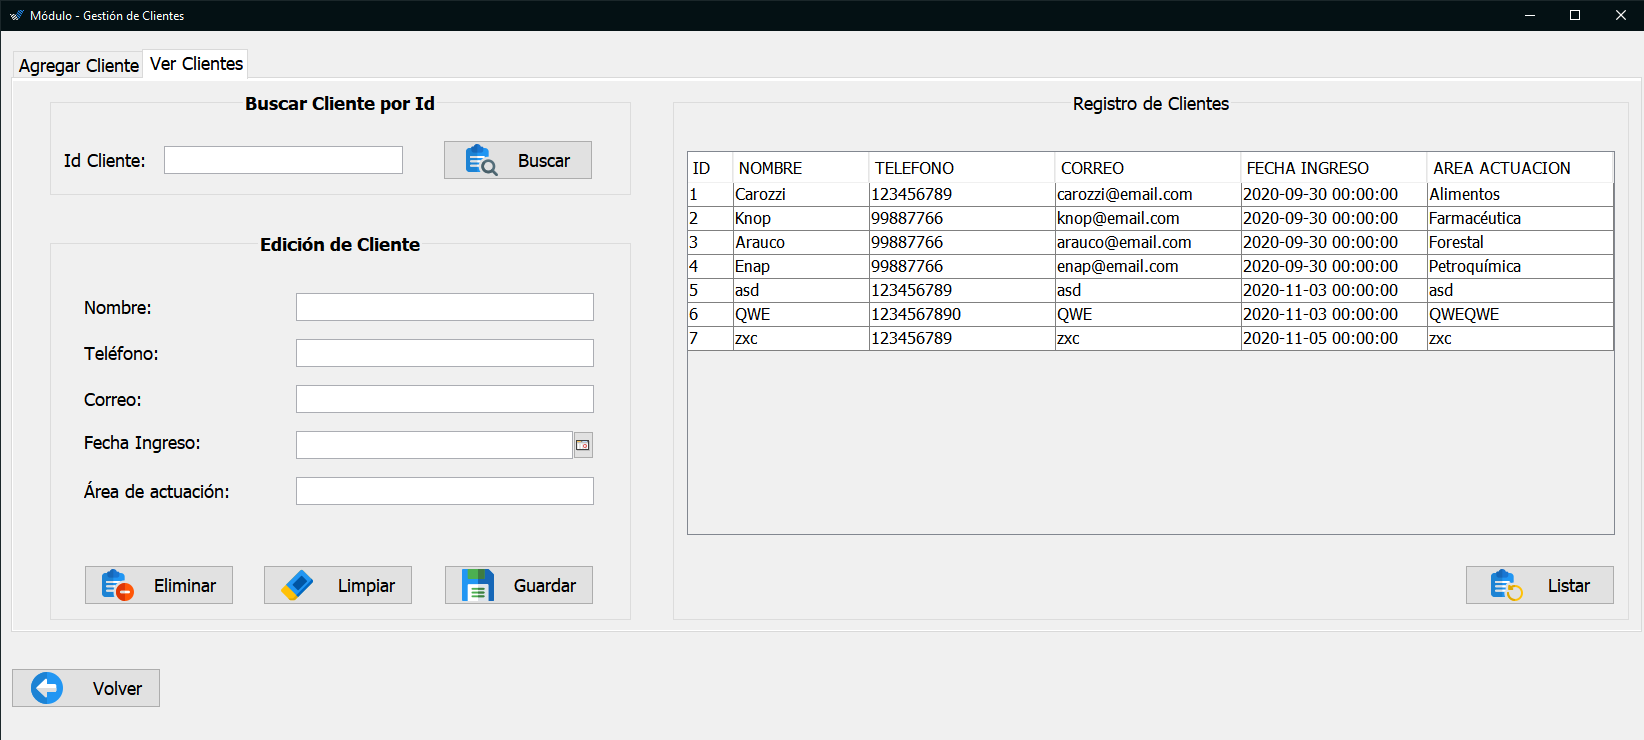 Módulo - Gestión de Clientes
Agregar Cliente Ver Clientes
Buscar Cliente por Id
Id Cliente: Buscar
Edición de Cliente
Nombre:
Teléfono:
Correo:
Fecha Ingreso:
Área de actuación:
Eliminar Limpiar Guardar
Registro de Clientes
ID NOMBRE TELEFONO CORREO FECHA INGRESO AREA ACTUACION
1 Carozzi 123456789 carozzi@email.com 2020-09-30 00:00:00 Alimentos
2 Knop 99887766 knop@email.com 2020-09-30 00:00:00 Farmacéutica
3 Arauco 99887766 arauco@email.com 2020-09-30 00:00:00 Forestal
4 Enap 99887766 enap@email.com 2020-09-30 00:00:00 Petroquímica
5 asd 123456789 asd 2020-11-03 00:00:00 asd
6 QWE 1234567890 QWE 2020-11-03 00:00:00 QWEQWE
7 zxc 123456789 zxc 2020-11-05 00:00:00 zxc
Listar
Volver